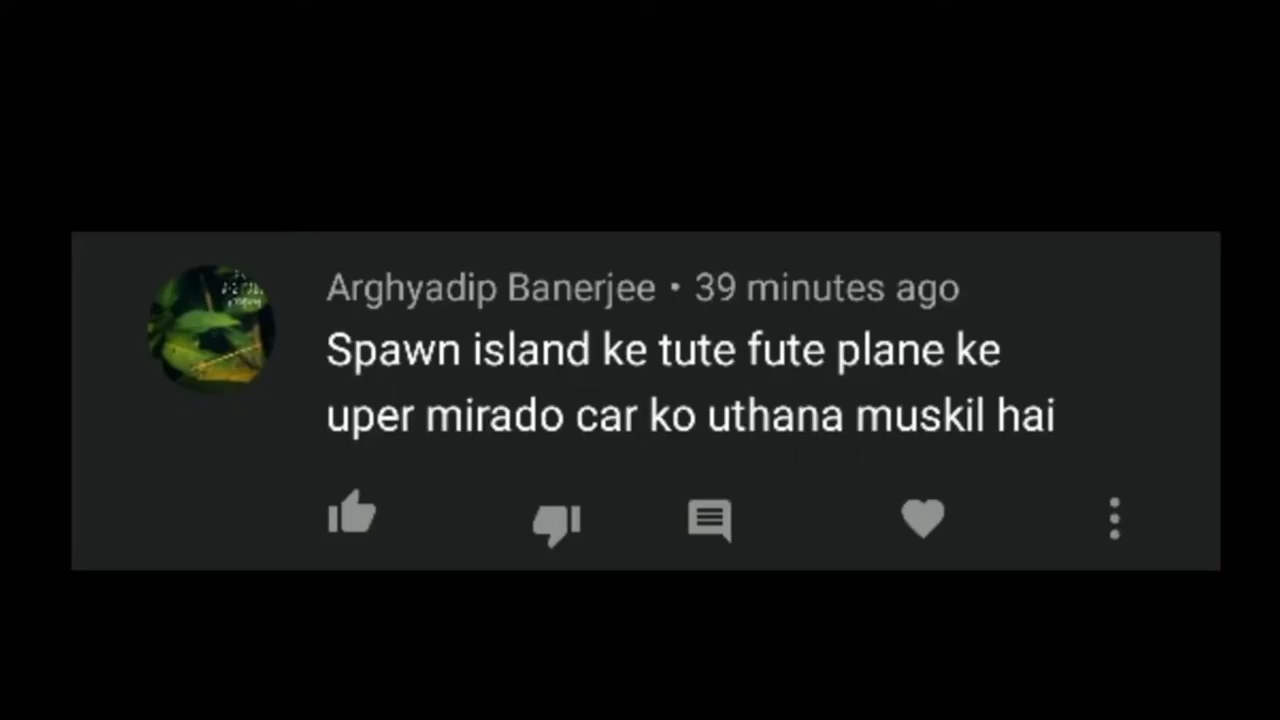 Arghyadip Banerjee • 39 minutes ago
Spawn island ke tute fute plane ke
uper mirado car ko uthana muskil hai